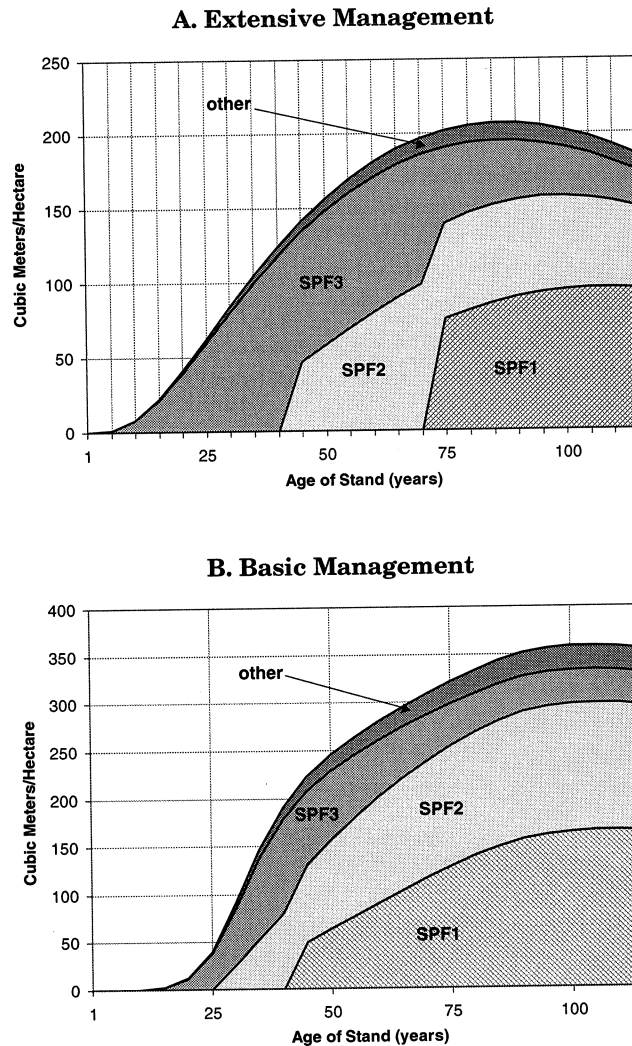 A. Extensive Management
250
200
150
100
50
0
Cubic Meters/Hectare
other
SPF3
SPF2
SPF1
1
25
50
75
100
Age of Stand (years)
B. Basic Management
400
350
300
250
200
150
100
50
0
Cubic Meters/Hectare
other
SPF3
SPF2
SPF1
1
25
50
75
100
Age of Stand (years)